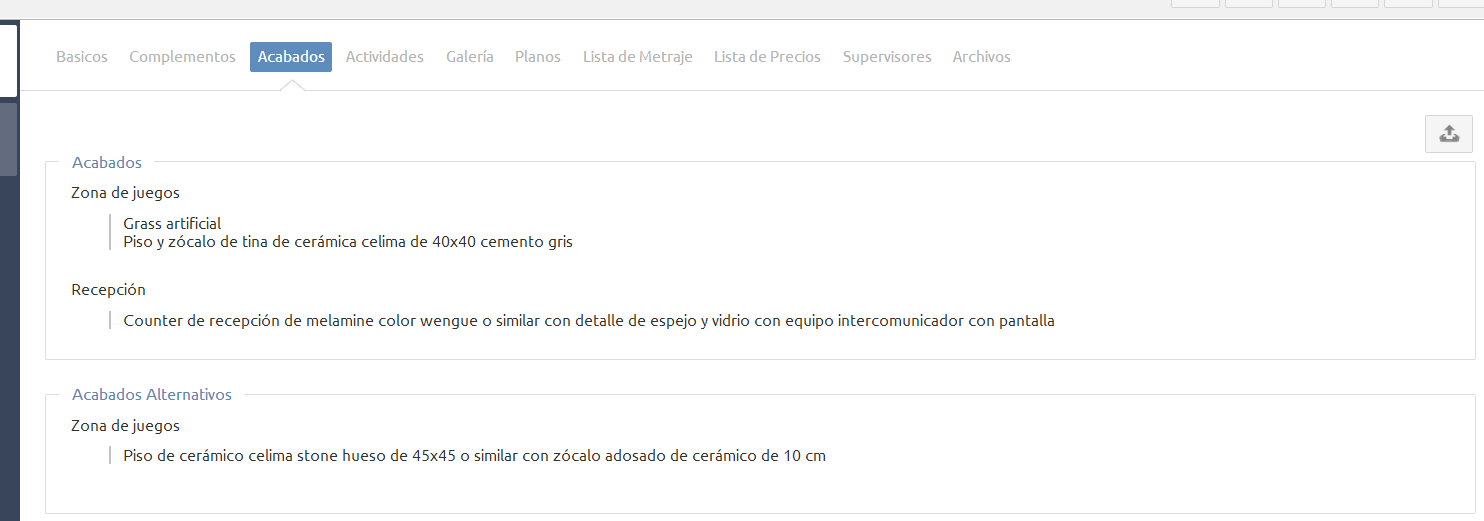 Basicos Complementos Acabados Actividades Galería Planos Lista de Metraje Lista de Precios Supervisores Archivos
Acabados
Zona de juegos
Grass artificial
Piso y zócalo de tina de cerámica celima de 40x40 cemento gris
Recepción
Counter de recepción de melamine color wengue o similar con detalle de espejo y vidrio con equipo intercomunicador con pantalla
Acabados Alternativos
Zona de juegos
Piso de cerámico celima stone hueso de 45x45 o similar con zócalo adosado de cerámico de 10 cm